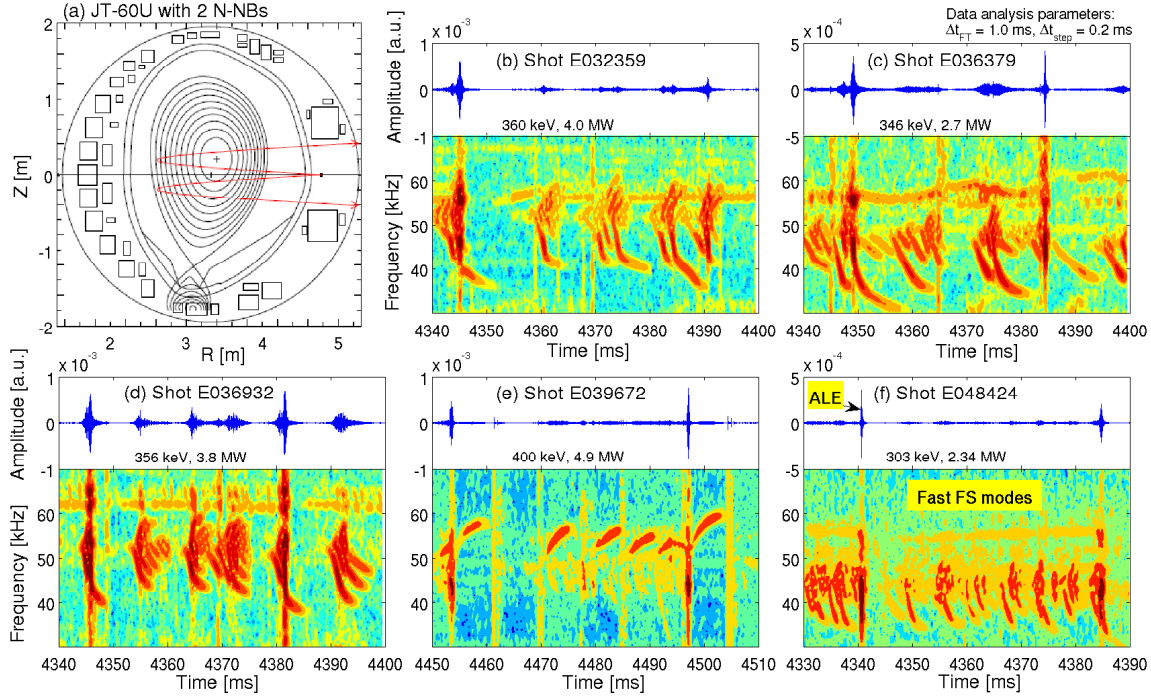 (a) JT-60U with 2 N-NBs
Z [m]
2
1
0
-1
-2
2
3
4
5
R [m]
Data analysis parameters:
Δt_FT = 1.0 ms, Δt_step = 0.2 ms
x 10^-3
Amplitude [a.u.]
1
0
-1
(b) Shot E032359
360 keV, 4.0 MW
Frequency [kHz]
60
50
40
4340 4350 4360 4370 4380 4390 4400
Time [ms]
x 10^-4
5
0
-5
(c) Shot E036379
346 keV, 2.7 MW
60
50
40
4340 4350 4360 4370 4380 4390 4400
Time [ms]
x 10^-3
Amplitude [a.u.]
1
0
-1
(d) Shot E036932
356 keV, 3.8 MW
Frequency [kHz]
60
50
40
4340 4350 4360 4370 4380 4390 4400
Time [ms]
x 10^-3
1
0
-1
(e) Shot E039672
400 keV, 4.9 MW
60
50
40
4450 4460 4470 4480 4490 4500 4510
Time [ms]
x 10^-4
5
0
-5
(f) Shot E048424
ALE
303 keV, 2.34 MW
Fast FS modes
60
50
40
4330 4340 4350 4360 4370 4380 4390
Time [ms]